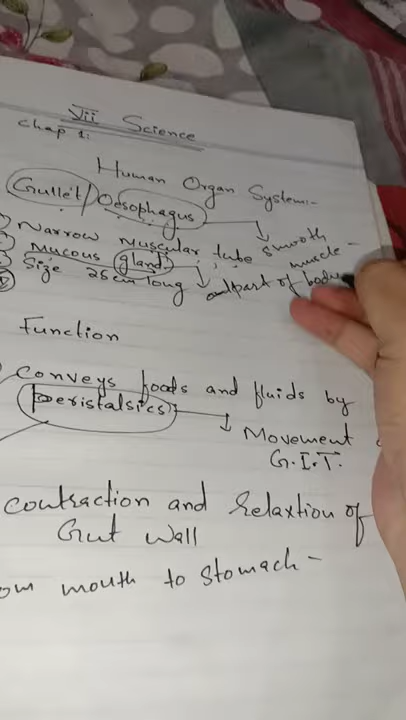 VII Science
Chap 1:
Human Organ System:-
Gullet/Oesophagus
Narrow Muscular tube smooth muscle-
Mucous gland part of body
Size 25cm long
Function
Conveys foods and fluids by
Peristalsics
Movement
G.I.T.
contraction and Relaxtion of
Gut Wall
mouth to stomach-